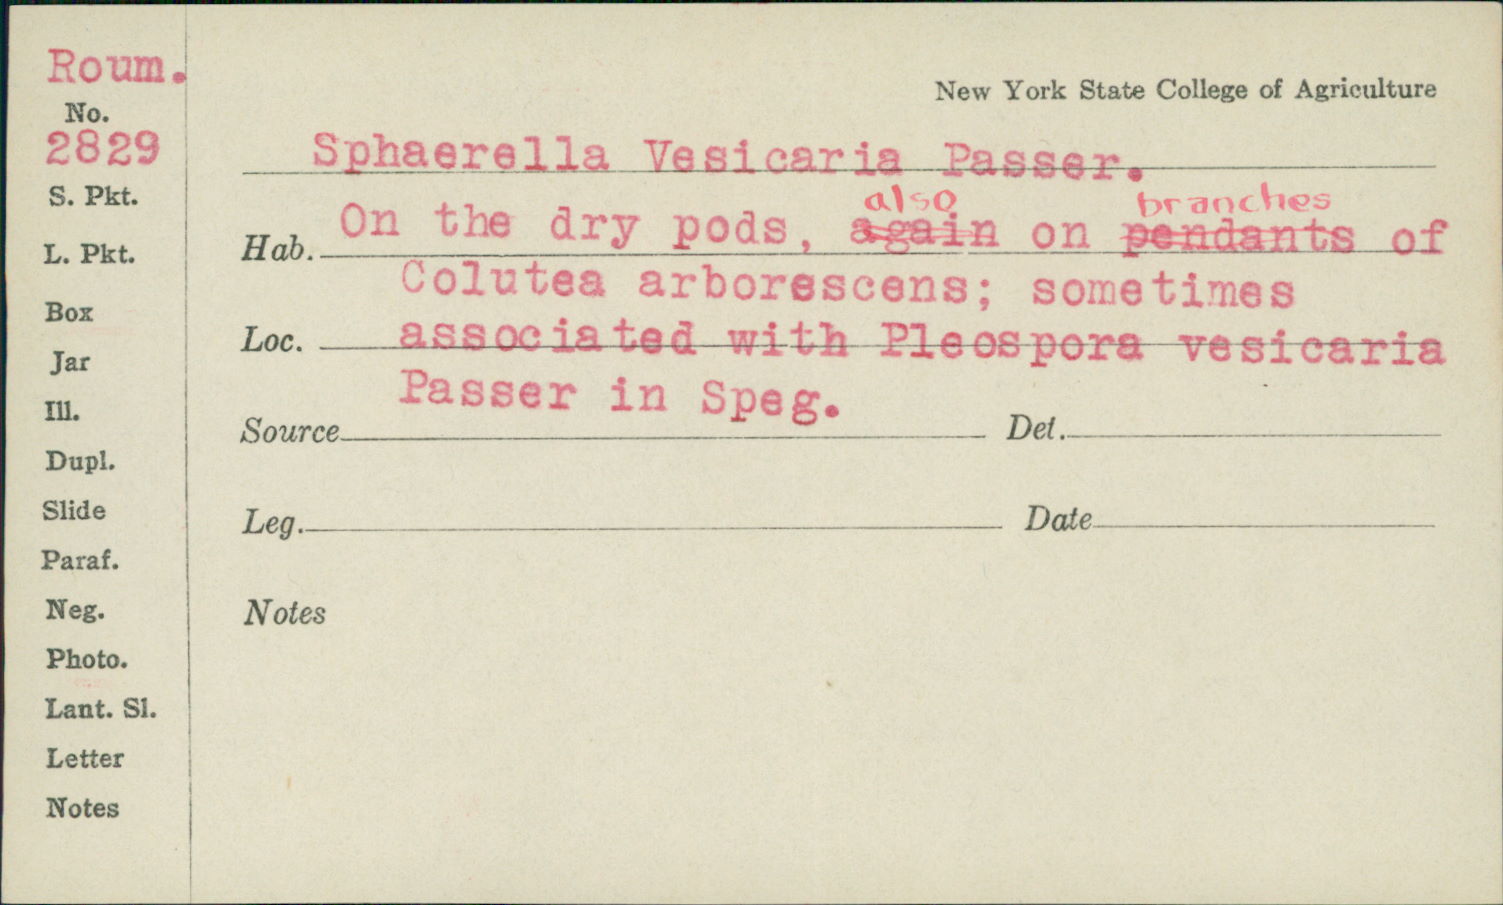 Roum.
No.
2829
S. Pkt.
L. Pkt.
Box
Jar
Ill.
Dupl.
Slide
Paraf.
Neg.
Photo.
Lant. Sl.
Letter
Notes
New York State College of Agriculture
Sphaerella Vesicaria Passer.
also branches
Hab. On the dry pods, again on pendants of
Colutea arborescens; sometimes
Loc. associated with Pleospora vesicaria
Passer in Speg.
Source Det.
Leg. Date
Notes